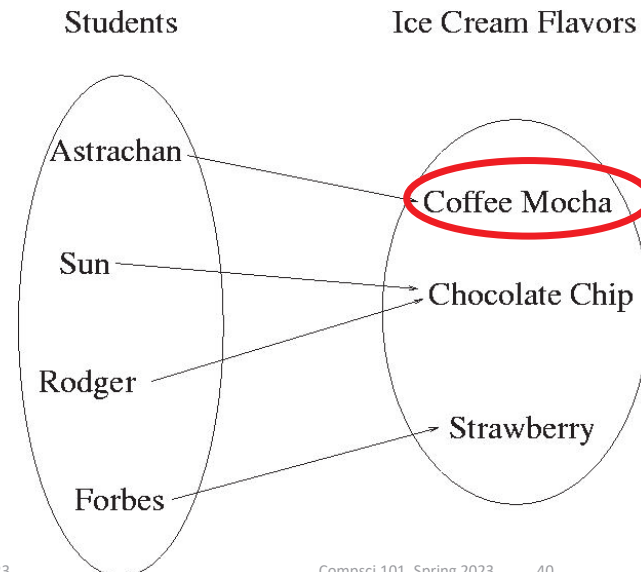 Students Ice Cream Flavors
Astrachan
Coffee Mocha
Sun
Chocolate Chip
Rodger
Strawberry
Forbes
Compsci 101, Spring 2023 40